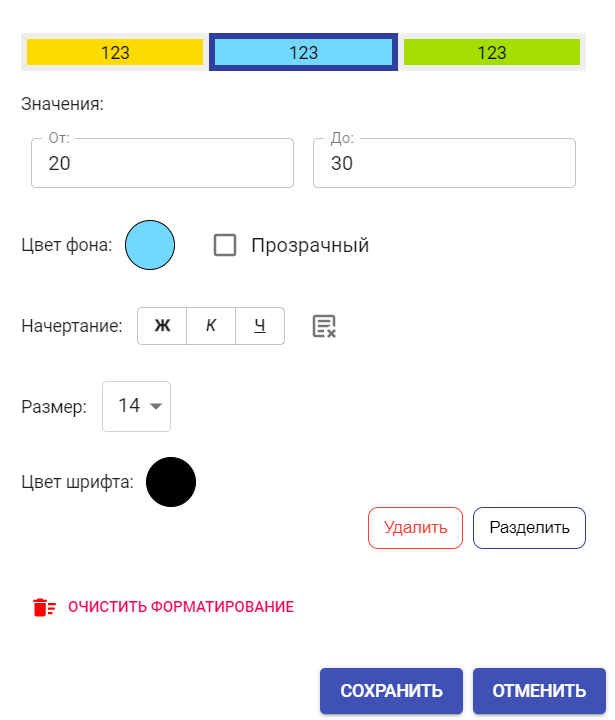 123 123 123
Значения:
От: До:
20 30
Цвет фона: Прозрачный
Начертание: Ж К Ч
Размер: 14
Цвет шрифта:
Удалить Разделить
ОЧИСТИТЬ ФОРМАТИРОВАНИЕ
СОХРАНИТЬ ОТМЕНИТЬ